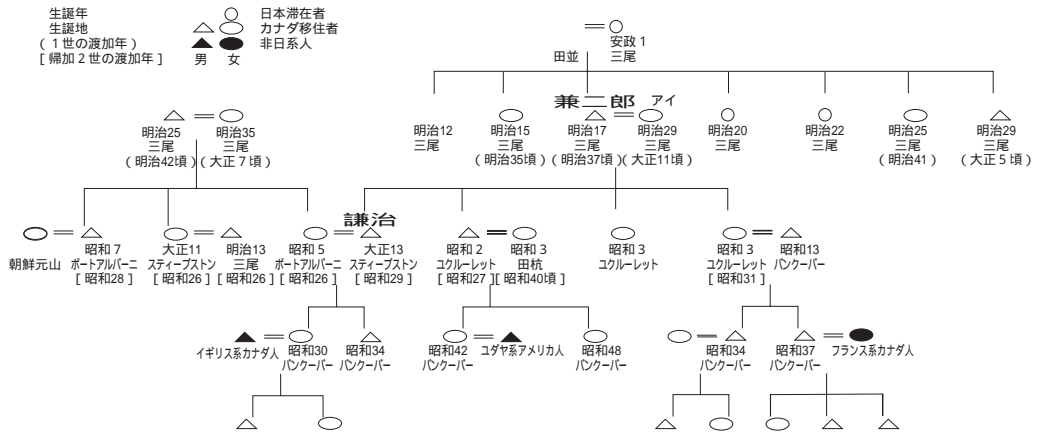 生誕年
生誕地
(1世の渡加年)
[帰加2世の渡加年]
日本滞在者
カナダ移住者
非日系人
男 女
安政1
田並 三尾
兼二郎 アイ
明治12
三尾
明治15
三尾
(明治35頃)
明治17
三尾
(明治37頃)
明治29
三尾
(大正11頃)
明治20
三尾
明治22
三尾
明治25
三尾
(明治41)
明治29
三尾
(大正5頃)
明治25
三尾
(明治42頃)
明治35
三尾
(大正7頃)
謙治
朝鮮元山
昭和7
ポートアルバーニ
[昭和28]
大正11
スティーブストン
[昭和26]
明治13
三尾
[昭和26]
昭和5
ポートアルバーニ
[昭和26]
大正13
スティーブストン
[昭和29]
昭和2
ユクルーレット
[昭和27]
昭和3
田杭
[昭和40頃]
昭和3
ユクルーレット
昭和3
ユクルーレット
[昭和31]
昭和13
バンクーバー
イギリス系カナダ人
昭和30
バンクーバー
昭和34
バンクーバー
昭和42
バンクーバー
ユダヤ系アメリカ人
昭和48
バンクーバー
昭和34
バンクーバー
昭和37
バンクーバー
フランス系カナダ人